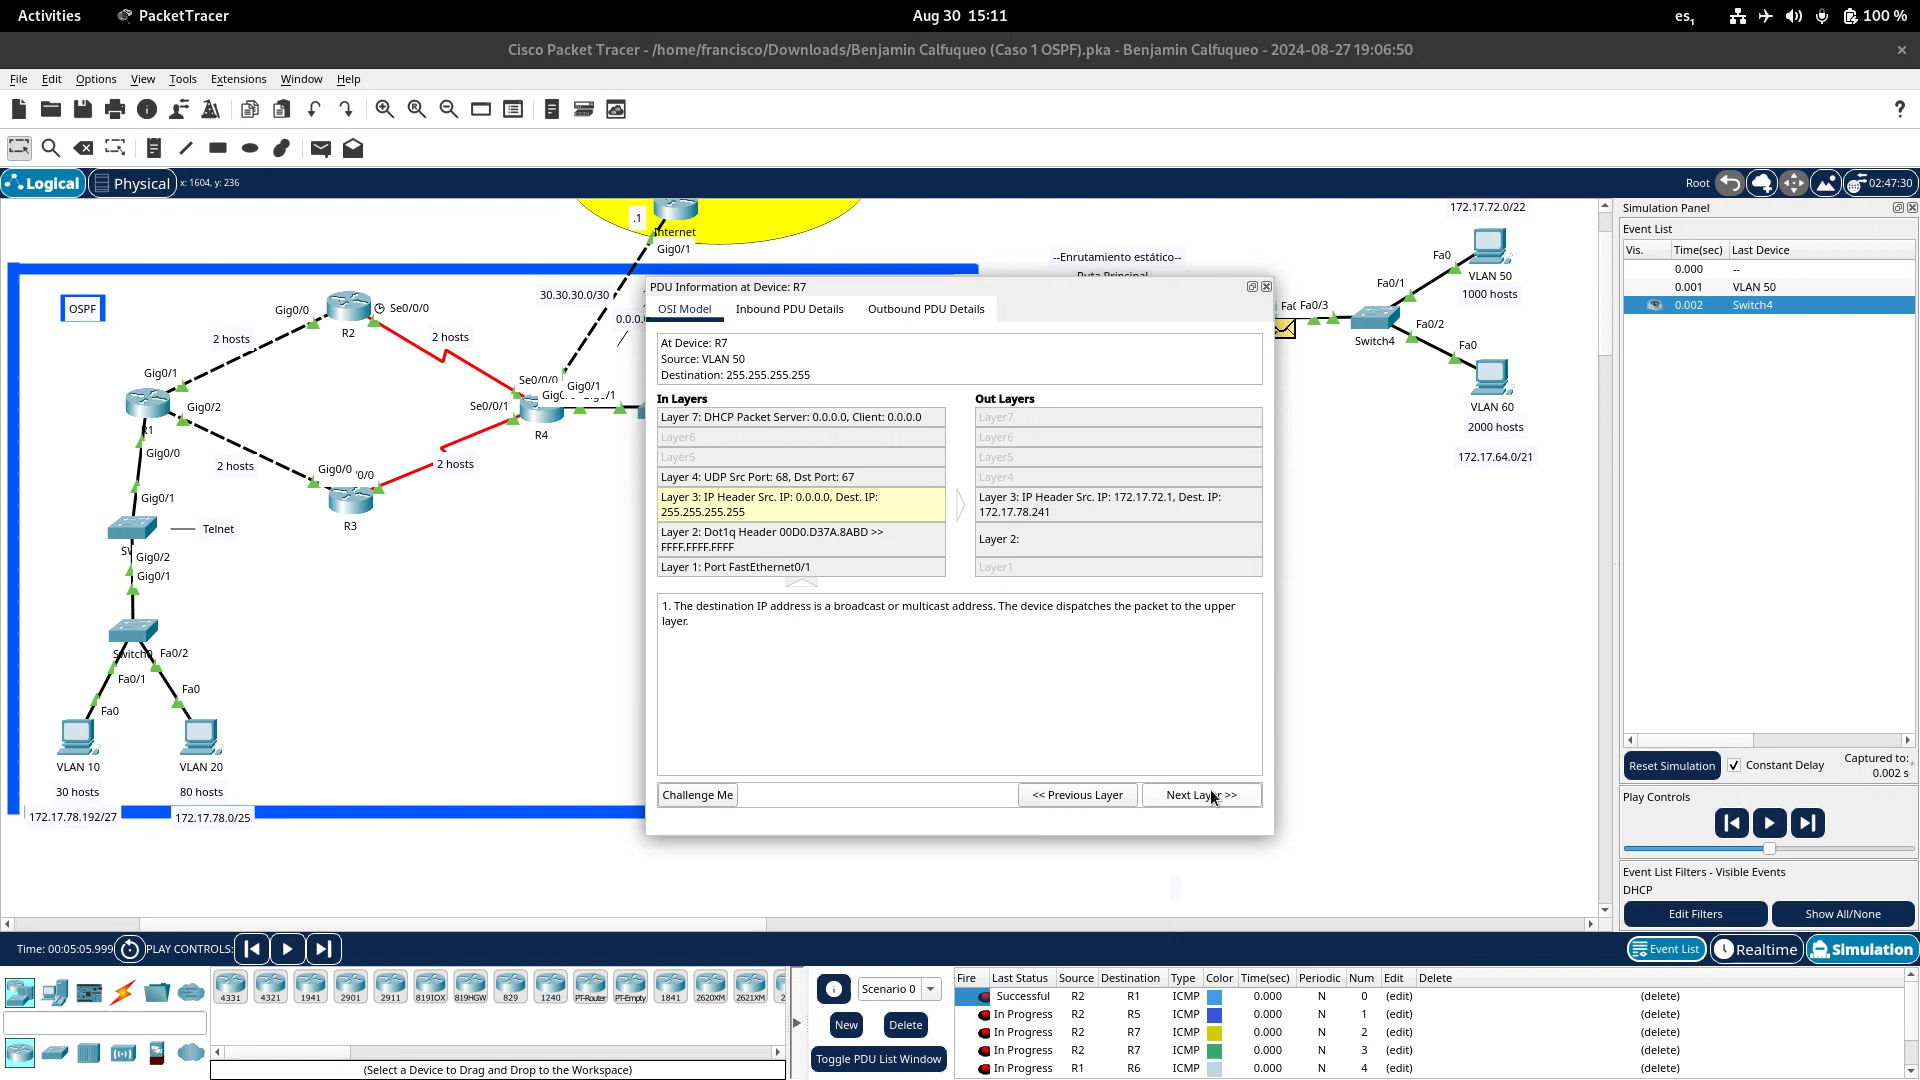 Activities
PacketTracer
Aug 30 15:11
es₁
100 %
Cisco Packet Tracer - /home/francisco/Downloads/Benjamin Calfuqueo (Caso 1 OSPF).pka - Benjamin Calfuqueo - 2024-08-27 19:06:50
File Edit Options View Tools Extensions Window Help
Logical
Physical
x: 1604, y: 236
Root
02:47:30
.1
Internet
Gig0/1
30.30.30.0/30
0.0.0.
OSPF
Gig0/0
R2
Se0/0/0
2 hosts
2 hosts
Gig0/1
Gig0/2
R1
Gig0/0
Se0/0/0
Se0/0/1
Gig0/1
R4
2 hosts
Gig0/0
R3
2 hosts
Gig0/1
Telnet
Gig0/2
Gig0/1
Switch0
Fa0/2
Fa0/1
Fa0
Fa0
VLAN 10
VLAN 20
30 hosts
80 hosts
172.17.78.192/27
172.17.78.0/25
--Enrutamiento estático--
Ruta Principal
172.17.72.0/22
Fa0
VLAN 50
1000 hosts
Fa0/1
Fa0/3
Switch4
Fa0/2
Fa0
VLAN 60
2000 hosts
172.17.64.0/21
PDU Information at Device: R7
OSI Model
Inbound PDU Details
Outbound PDU Details
At Device: R7
Source: VLAN 50
Destination: 255.255.255.255
In Layers
Layer 7: DHCP Packet Server: 0.0.0.0, Client: 0.0.0.0
Layer6
Layer5
Layer 4: UDP Src Port: 68, Dst Port: 67
Layer 3: IP Header Src. IP: 0.0.0.0, Dest. IP:
255.255.255.255
Layer 2: Dot1q Header 00D0.D37A.8ABD >>
FFFF.FFFF.FFFF
Layer 1: Port FastEthernet0/1
Out Layers
Layer7
Layer6
Layer5
Layer4
Layer 3: IP Header Src. IP: 172.17.72.1, Dest. IP:
172.17.78.241
Layer 2:
Layer1
1. The destination IP address is a broadcast or multicast address. The device dispatches the packet to the upper
layer.
Challenge Me
<< Previous Layer
Next Layer >>
Simulation Panel
Event List
Vis. Time(sec) Last Device
0.000 --
0.001 VLAN 50
0.002 Switch4
Reset Simulation
Constant Delay
Captured to:
0.002 s
Play Controls
Event List Filters - Visible Events
DHCP
Edit Filters
Show All/None
Time: 00:05:05.999
PLAY CONTROLS:
Event List
Realtime
Simulation
4331 4321 1941 2901 2911 819IOX 819HGW 829 1240 PT-Router PT-Empty 1841 2620XM 2621XM 2
(Select a Device to Drag and Drop to the Workspace)
Scenario 0
New
Delete
Toggle PDU List Window
Fire Last Status Source Destination Type Color Time(sec) Periodic Num Edit Delete
Successful R2 R1 ICMP 0.000 N 0 (edit) (delete)
In Progress R2 R5 ICMP 0.000 N 1 (edit) (delete)
In Progress R2 R7 ICMP 0.000 N 2 (edit) (delete)
In Progress R2 R7 ICMP 0.000 N 3 (edit) (delete)
In Progress R1 R6 ICMP 0.000 N 4 (edit) (delete)